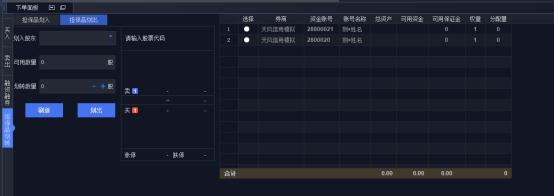 下单面板
买入
卖出
融资融券
担保品划转
担保品划入 担保品划出
划入股东
可用数量 0 股
划转数量 0 股
刷新 划出
请输入股票代码
卖 1 - -
- -
买 1 - -
涨停 - 跌停 -
选择 券商 资金账号 账号名称 总资产 可用资金 可用保证金 权重 分配量
1 天风信用模拟 28000021 测*姓名 0 1 0
2 天风信用模拟 2800020 测*姓名 0 1 0
合计 0.00 0.00 0.00 0